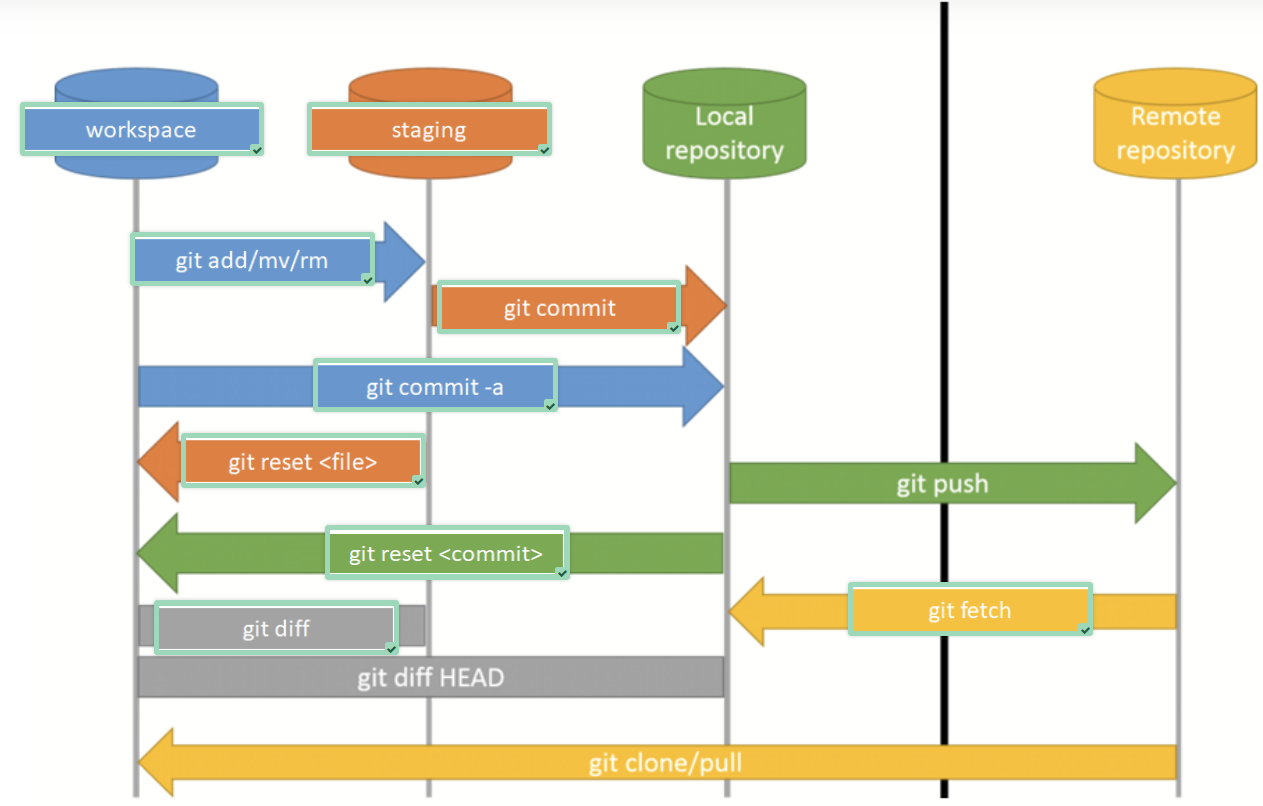 workspace
staging
Local
repository
Remote
repository
git add/mv/rm
git commit
git commit -a
git reset <file>
git push
git reset <commit>
git fetch
git diff
git diff HEAD
git clone/pull